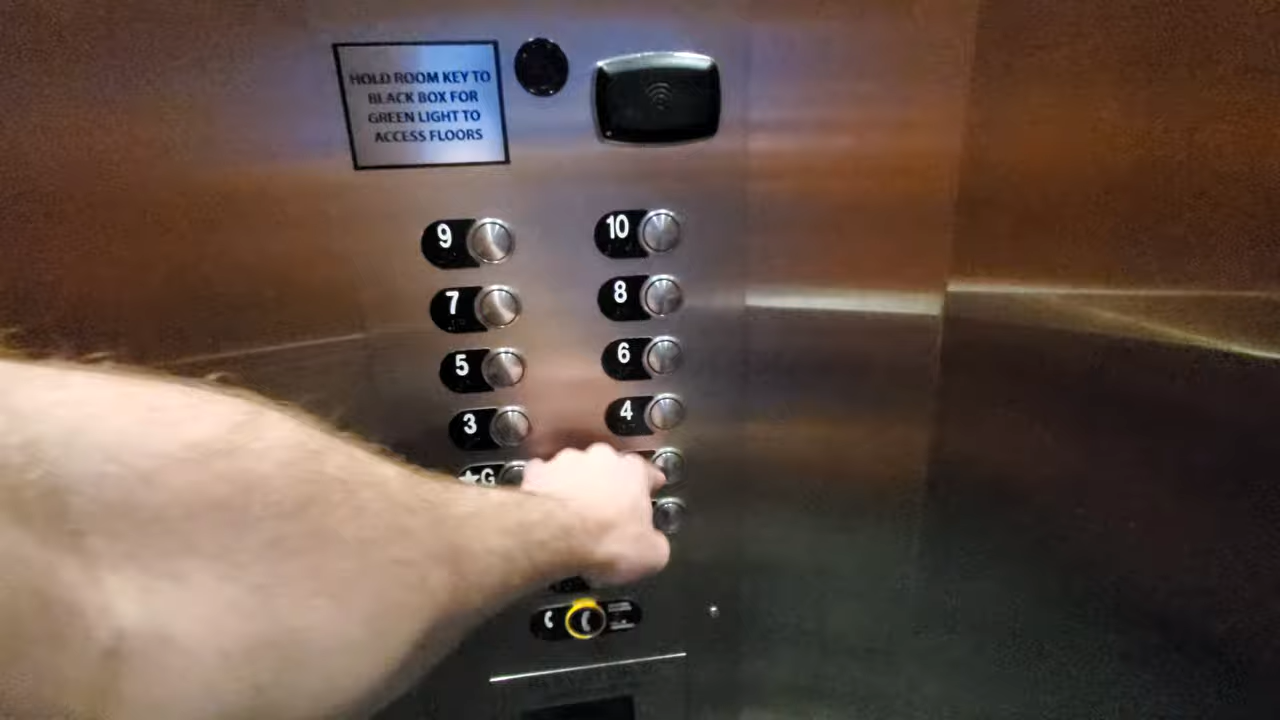 HOLD ROOM KEY TO
BLACK BOX FOR
GREEN LIGHT TO
ACCESS FLOORS
9 10
7 8
5 6
3 4
★G